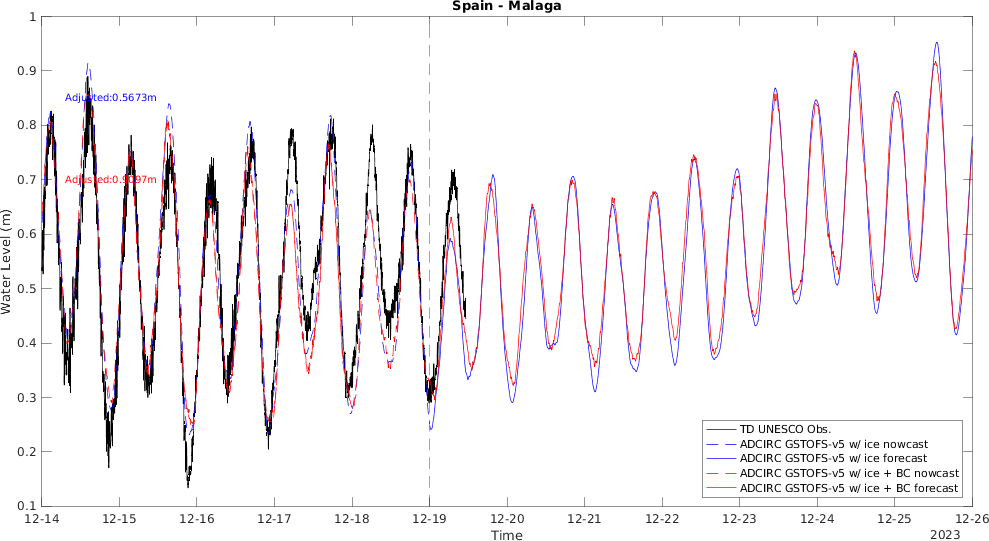 Spain - Malaga
1
0.9
0.8
0.7
0.6
0.5
0.4
0.3
0.2
0.1
Water Level (m)
Adjusted:0.5673m
Adjusted:0.9097m
TD UNESCO Obs.
ADCIRC GSTOFS-v5 w/ ice nowcast
ADCIRC GSTOFS-v5 w/ ice forecast
ADCIRC GSTOFS-v5 w/ ice + BC nowcast
ADCIRC GSTOFS-v5 w/ ice + BC forecast
12-14 12-15 12-16 12-17 12-18 12-19 12-20 12-21 12-22 12-23 12-24 12-25 12-26
Time
2023